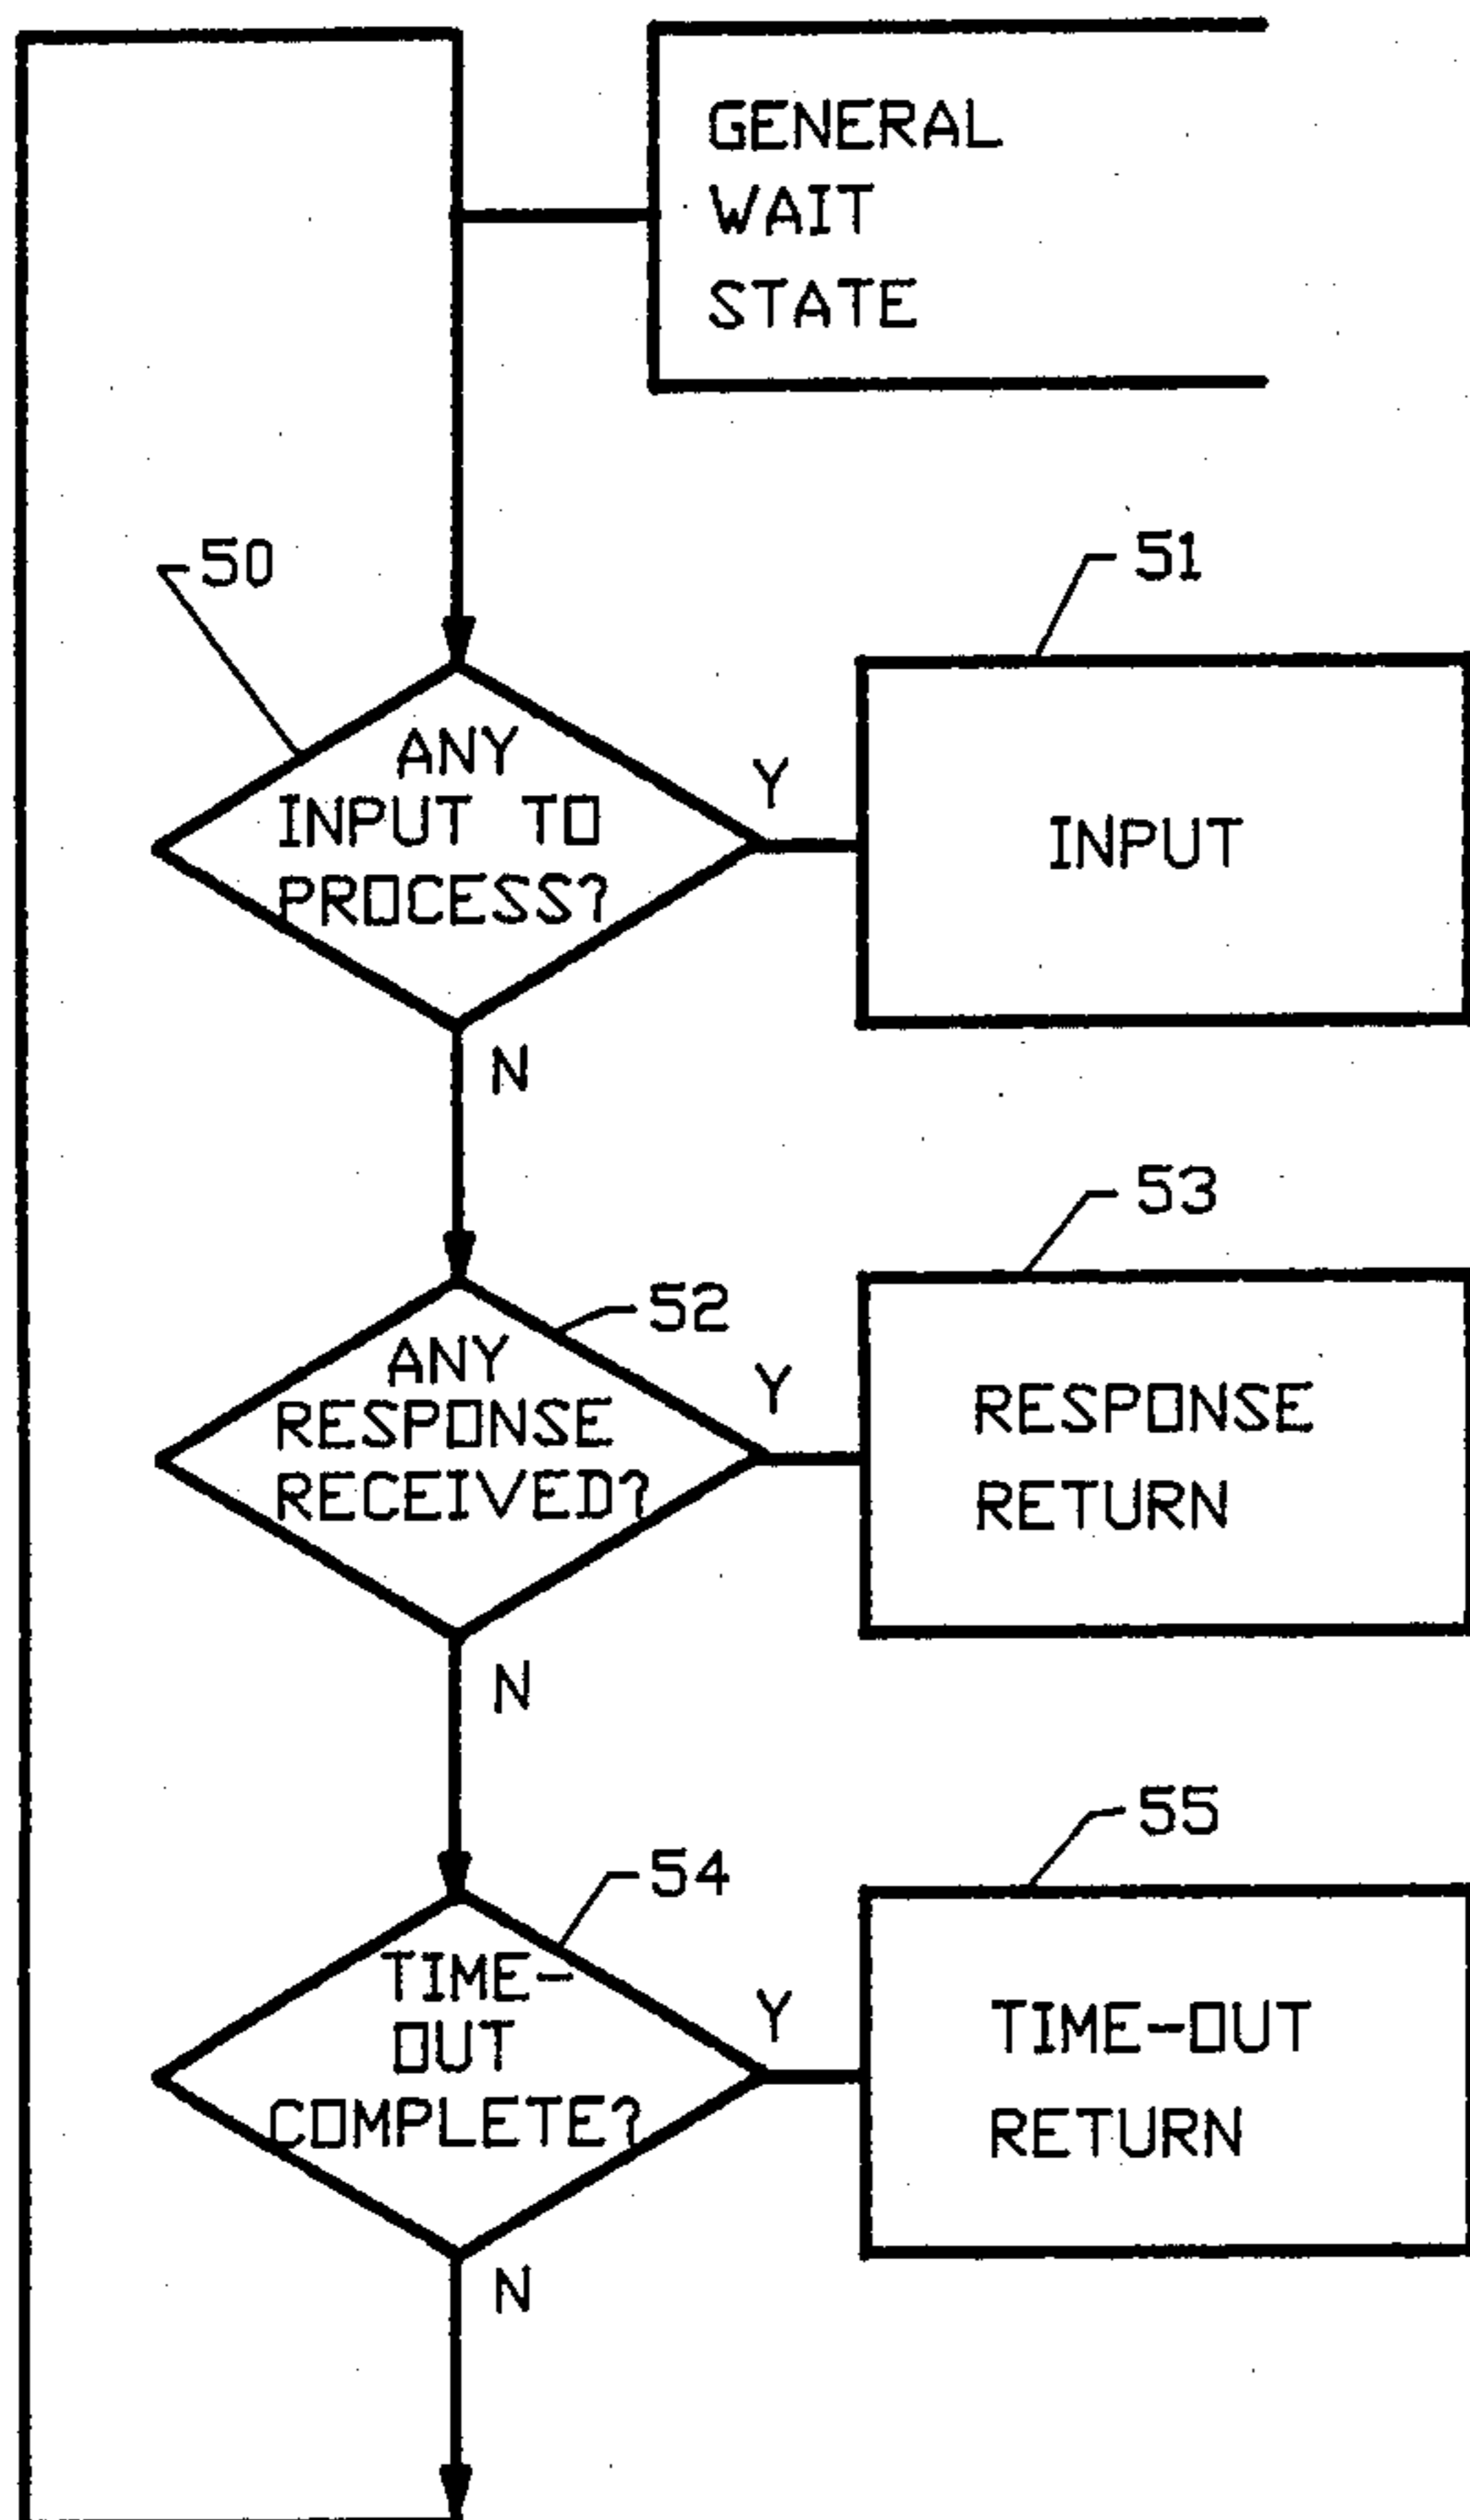 GENERAL
WAIT
STATE
50
51
ANY
INPUT TO
PROCESS?
Y
INPUT
N
53
52
ANY
RESPONSE
RECEIVED?
Y
RESPONSE
RETURN
N
55
54
TIME-
OUT
COMPLETE?
Y
TIME-OUT
RETURN
N